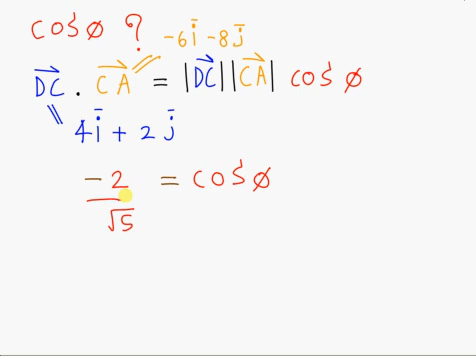 cos ø ?
-6i̅ -8j̅
DC⃗ . CA⃗ = |DC⃗||CA⃗| cos ø
4i̅ + 2j̅
-2/√5 = cos ø